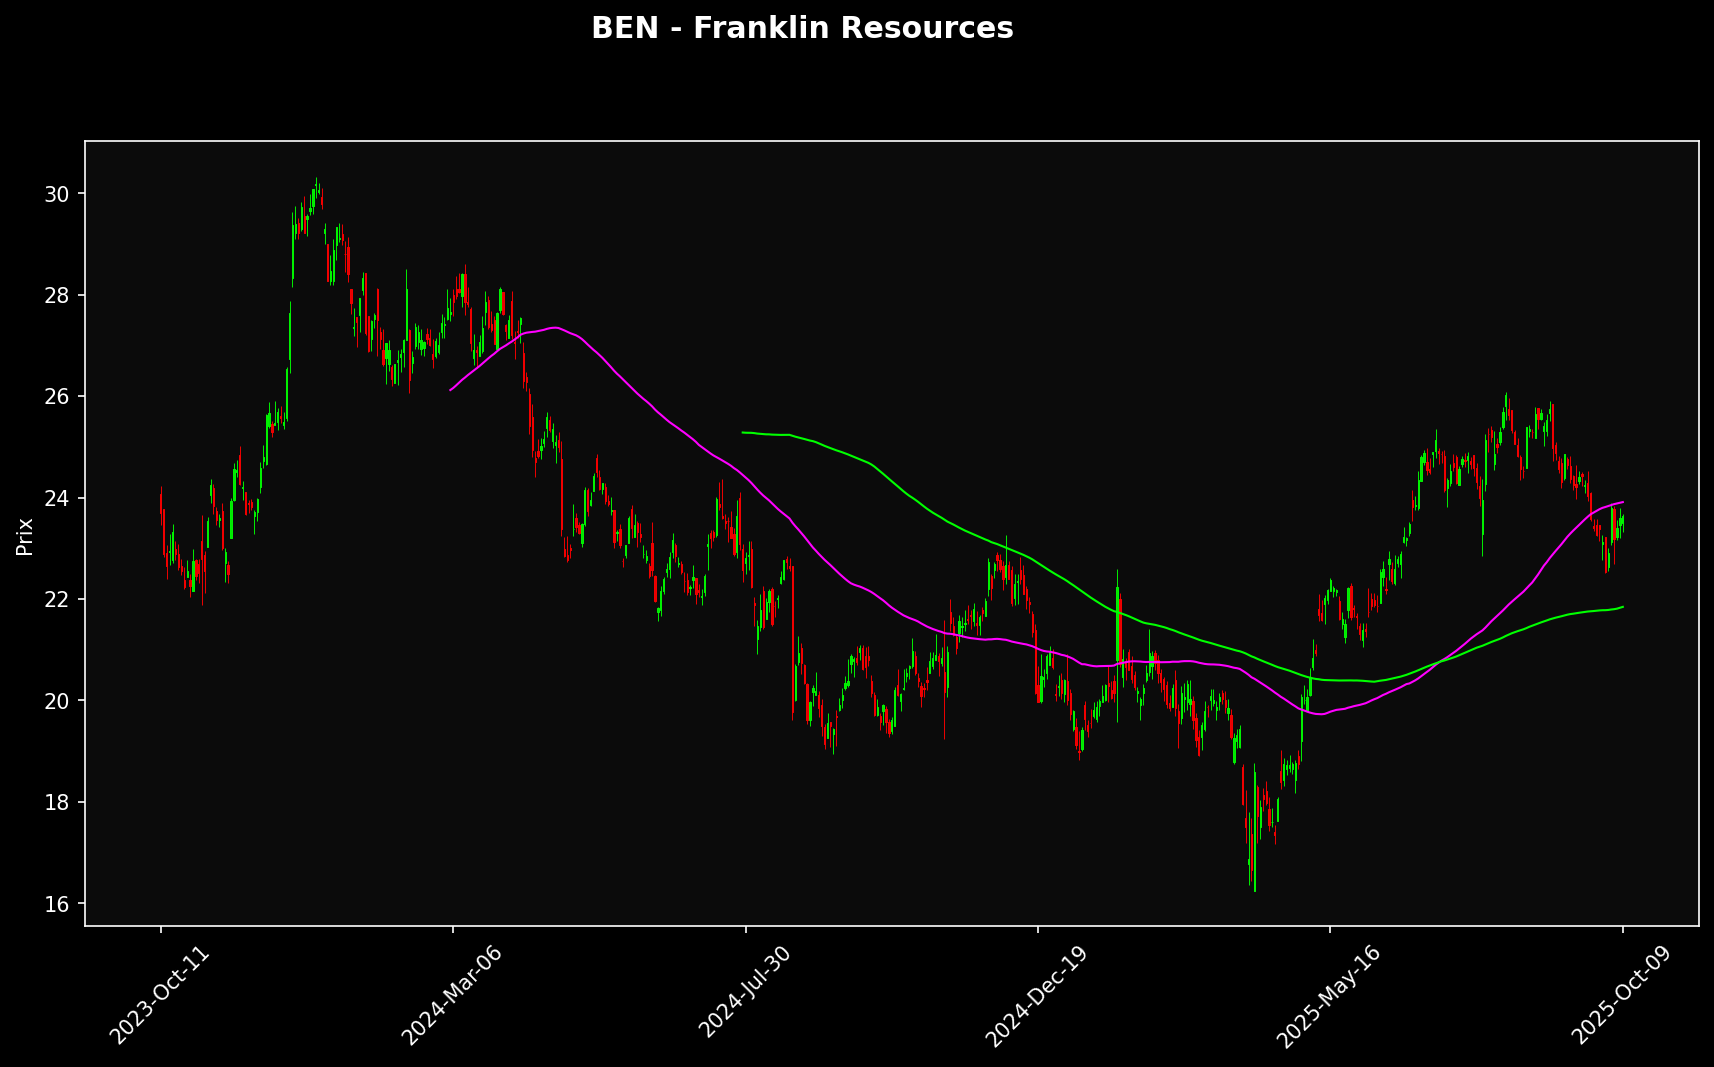 BEN - Franklin Resources
Prix
30
28
26
24
22
20
18
16
2023-Oct-11
2024-Mar-06
2024-Jul-30
2024-Dec-19
2025-May-16
2025-Oct-09